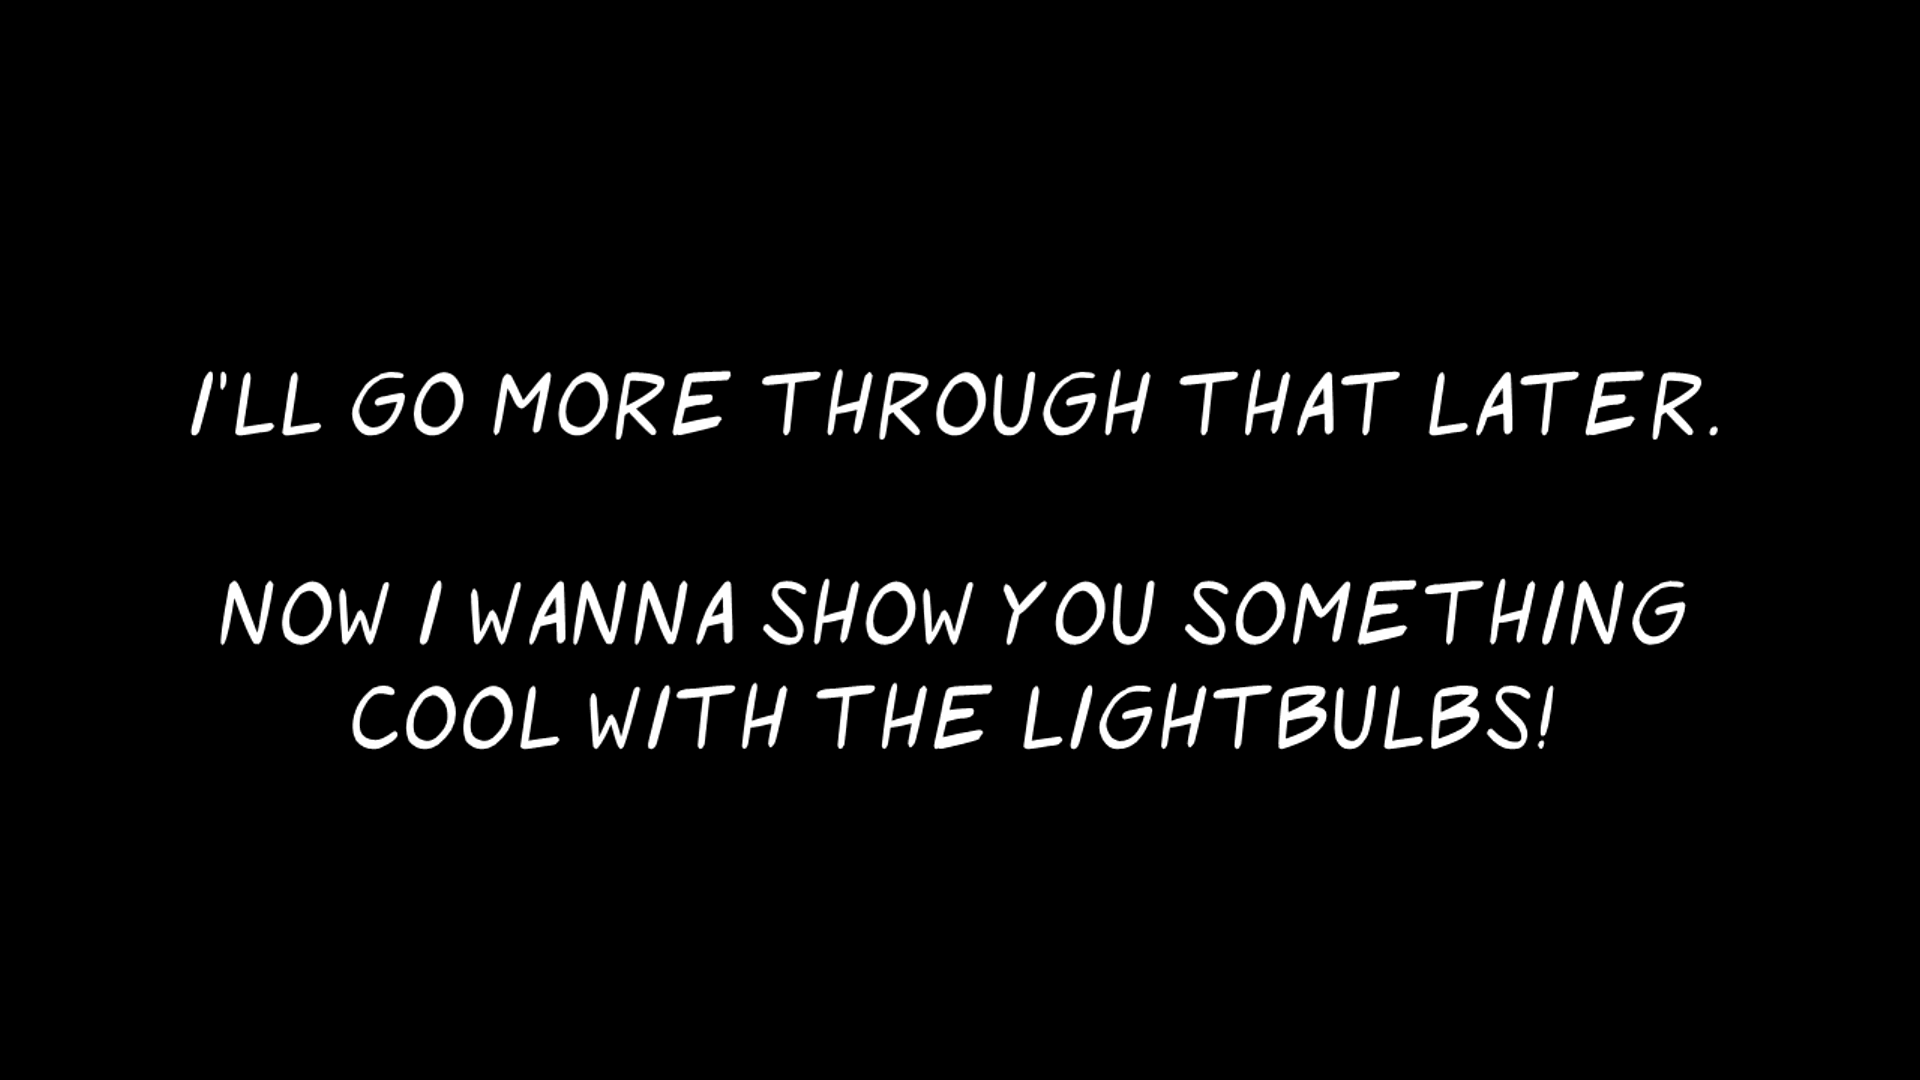 I'LL GO MORE THROUGH THAT LATER.
NOW I WANNA SHOW YOU SOMETHING
COOL WITH THE LIGHTBULBS!